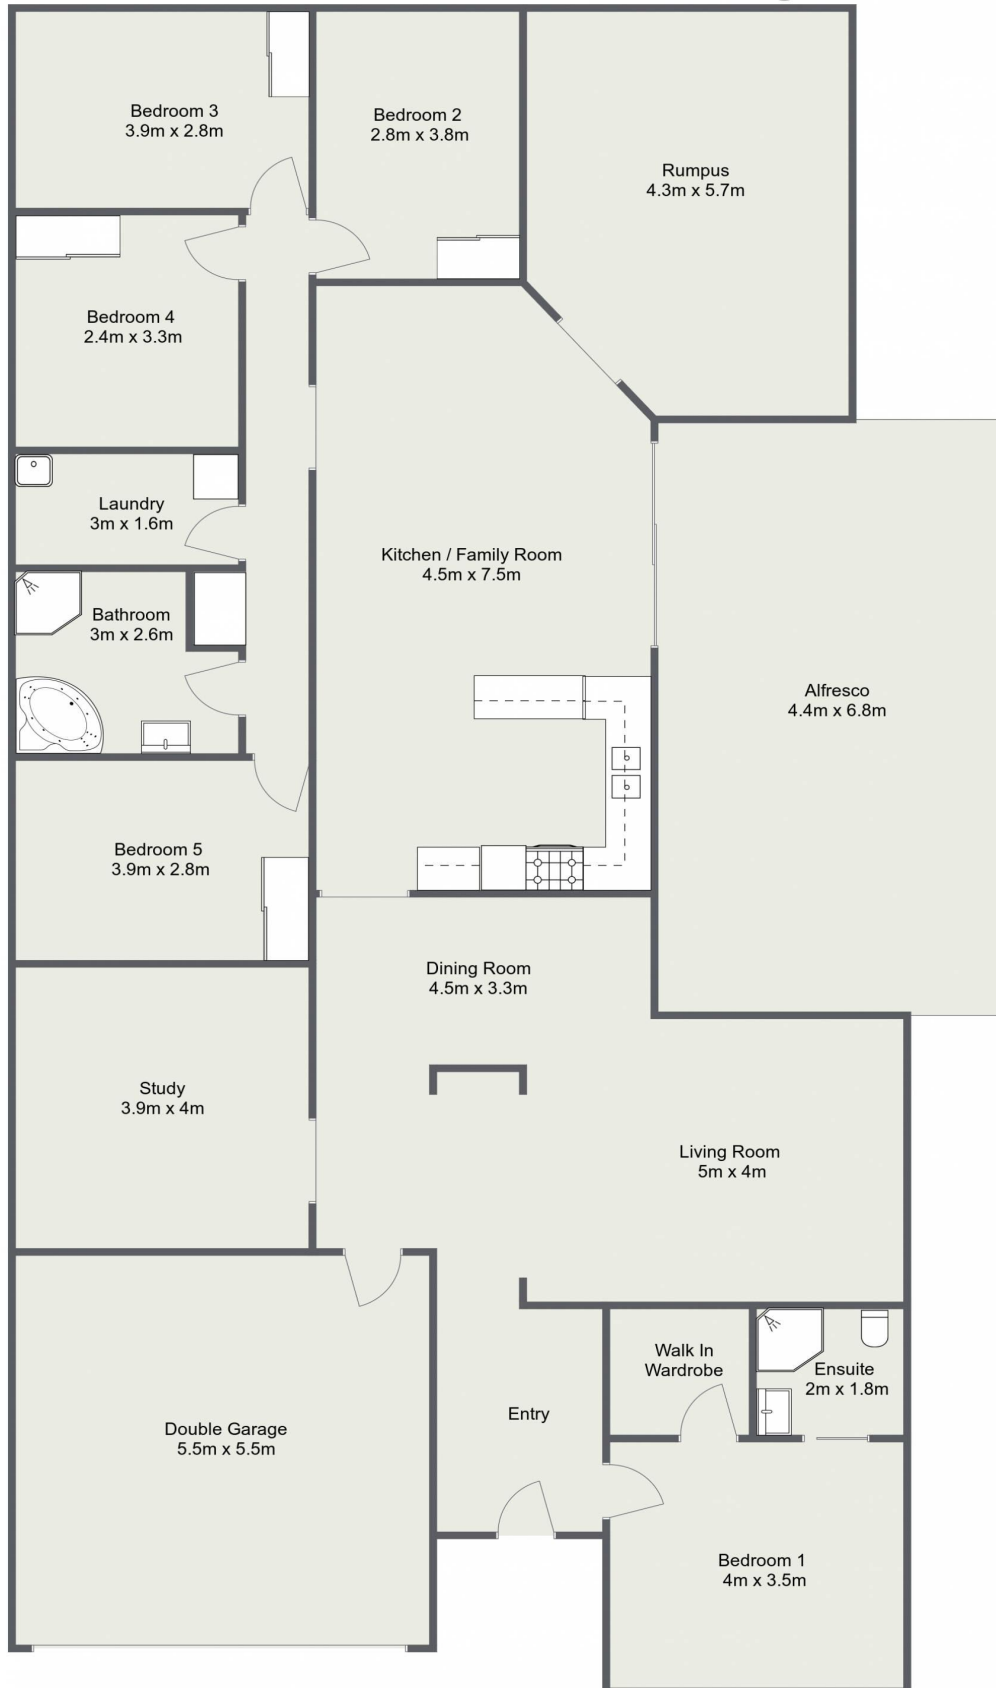 Bedroom 3
3.9m x 2.8m
Bedroom 2
2.8m x 3.8m
Rumpus
4.3m x 5.7m
Bedroom 4
2.4m x 3.3m
Laundry
3m x 1.6m
Kitchen / Family Room
4.5m x 7.5m
Bathroom
3m x 2.6m
Alfresco
4.4m x 6.8m
Bedroom 5
3.9m x 2.8m
Dining Room
4.5m x 3.3m
Study
3.9m x 4m
Living Room
5m x 4m
Walk In
Wardrobe
Ensuite
2m x 1.8m
Entry
Double Garage
5.5m x 5.5m
Bedroom 1
4m x 3.5m